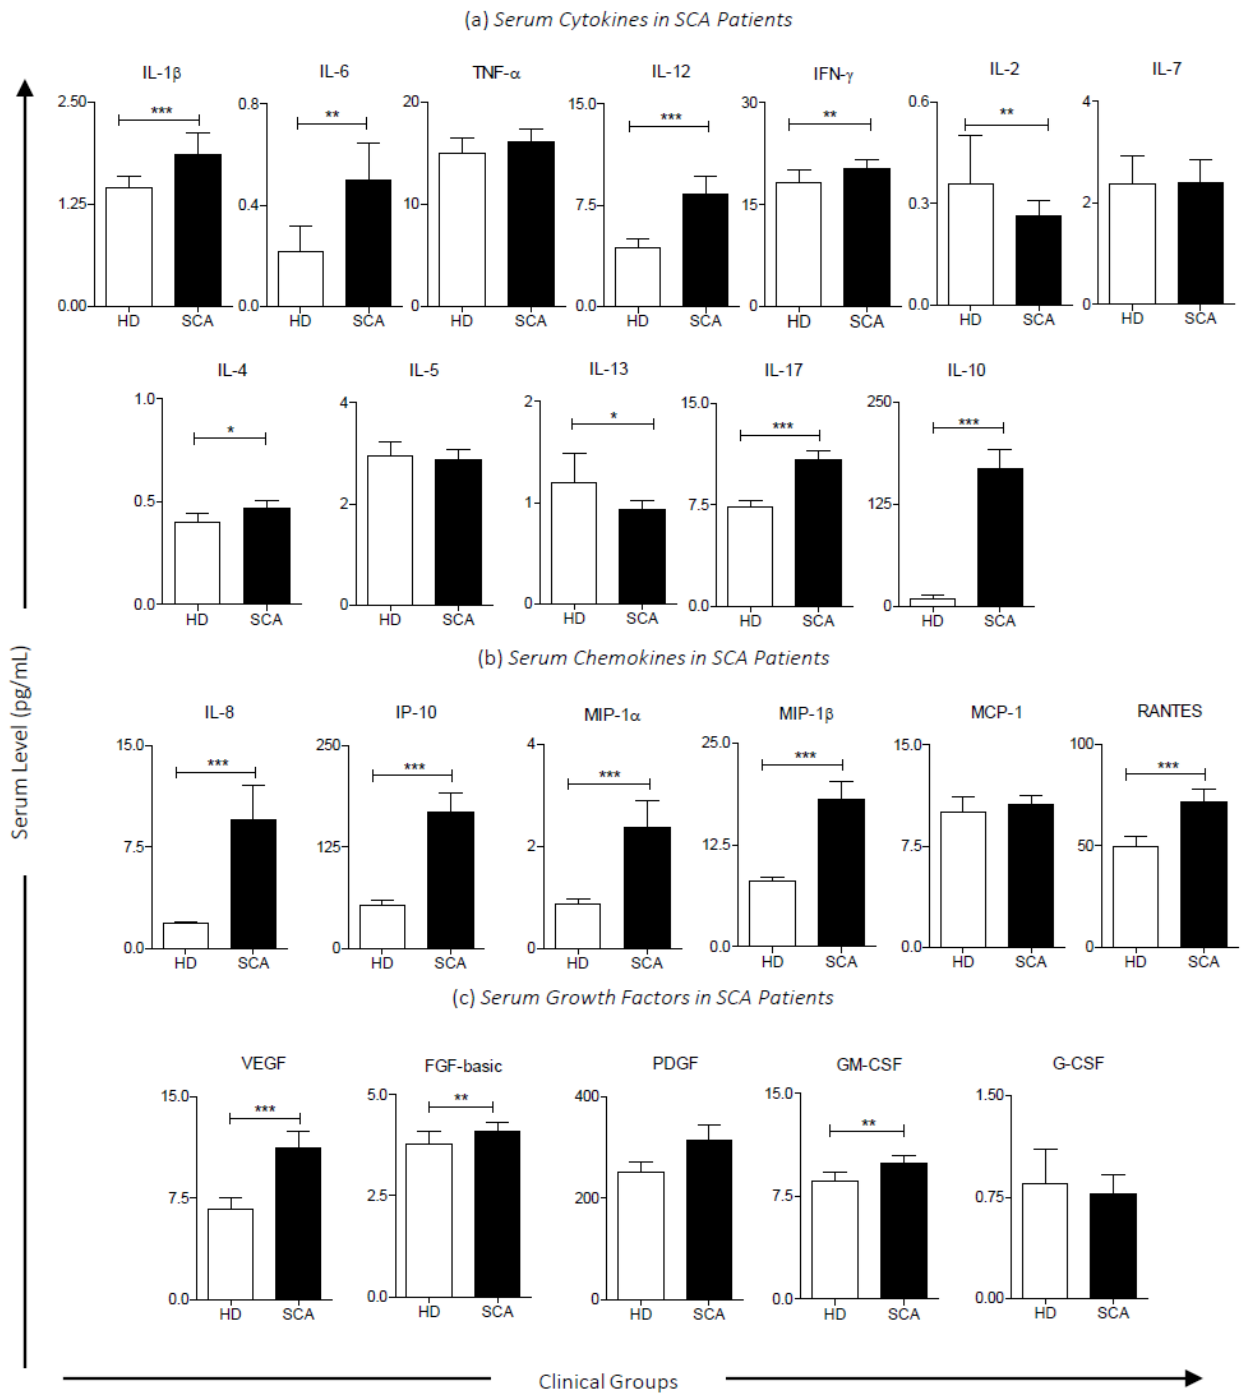 (a) Serum Cytokines in SCA Patients
IL-1β IL-6 TNF-α IL-12 IFN-γ IL-2 IL-7
2.50 0.8 20 15.0 30 0.6 4
*** ** *** ** **
1.25 0.4 10 7.5 15 0.3 2
0.00 0.0 0 0.0 0 0.0 0
HD SCA HD SCA HD SCA HD SCA HD SCA HD SCA HD SCA
IL-4 IL-5 IL-13 IL-17 IL-10
1.0 4 2 15.0 250
* * *** ***
0.5 2 1 7.5 125
0.0 0 0 0.0 0
HD SCA HD SCA HD SCA HD SCA HD SCA
(b) Serum Chemokines in SCA Patients
Serum Level (pg/mL)
IL-8 IP-10 MIP-1α MIP-1β MCP-1 RANTES
15.0 250 4 25.0 15.0 100
*** *** *** *** ***
7.5 125 2 12.5 7.5 50
0.0 0 0 0.0 0.0 0
HD SCA HD SCA HD SCA HD SCA HD SCA HD SCA
(c) Serum Growth Factors in SCA Patients
VEGF FGF-basic PDGF GM-CSF G-CSF
15.0 5.0 400 15.0 1.50
*** ** **
7.5 2.5 200 7.5 0.75
0.0 0.0 0 0.0 0.00
HD SCA HD SCA HD SCA HD SCA HD SCA
Clinical Groups